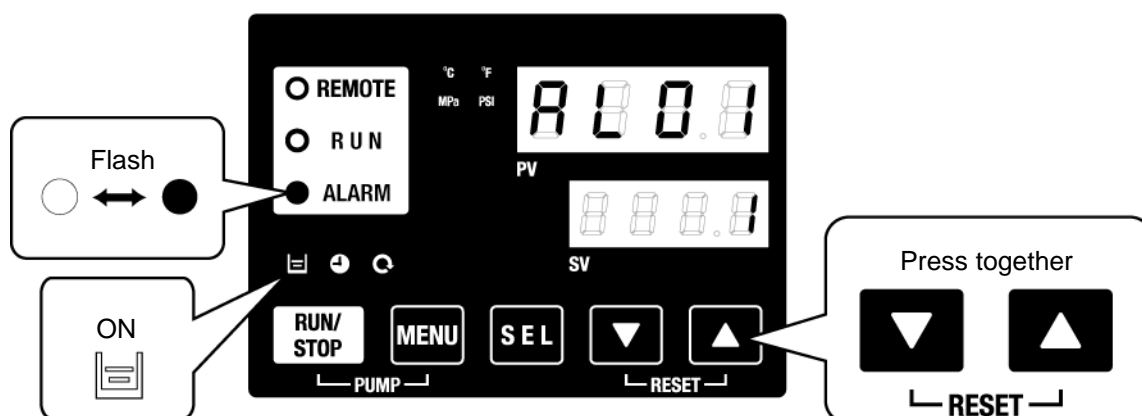 REMOTE
RUN
ALARM
°C °F
MPa PSI
AL01
PV
1
SV
Flash
ON
RUN/
STOP
MENU
SEL
PUMP
RESET
Press together
RESET